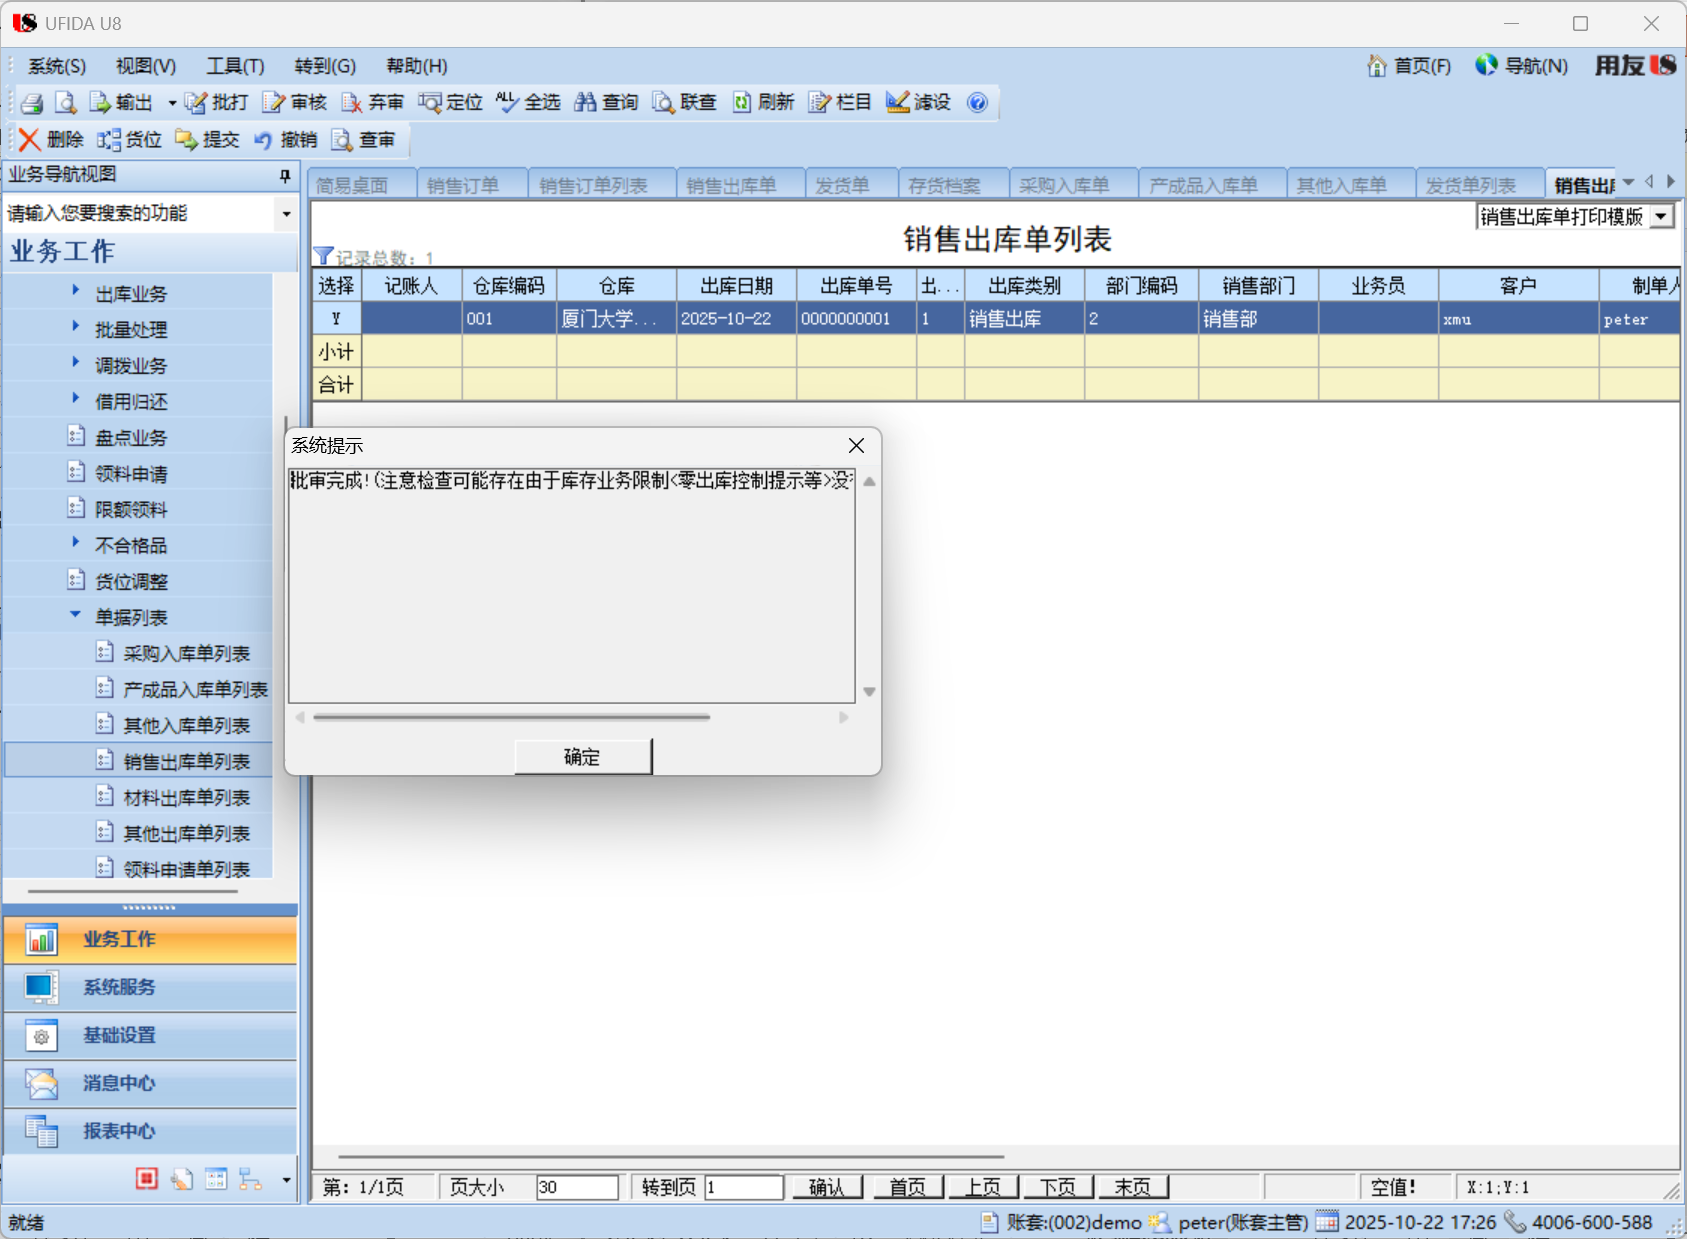 UFIDA U8
系统(S) 视图(V) 工具(T) 转到(G) 帮助(H) 首页(F) 导航(N) 用友U8
输出 批打 审核 弃审 定位 全选 查询 联查 刷新 栏目 滤设
删除 货位 提交 撤销 查审
业务导航视图
请输入您要搜索的功能
业务工作
出库业务
批量处理
调拨业务
借用归还
盘点业务
领料申请
限额领料
不合格品
货位调整
单据列表
采购入库单列表
产成品入库单列表
其他入库单列表
销售出库单列表
材料出库单列表
其他出库单列表
领料申请单列表
业务工作
系统服务
基础设置
消息中心
报表中心
简易桌面 销售订单 销售订单列表 销售出库单 发货单 存货档案 采购入库单 产成品入库单 其他入库单 发货单列表 销售出
销售出库单打印模版
销售出库单列表
记录总数: 1
选择 记账人 仓库编码 仓库 出库日期 出库单号 出... 出库类别 部门编码 销售部门 业务员 客户 制单
Y 001 厦门大学... 2025-10-22 0000000001 1 销售出库 2 销售部 xmu peter
小计
合计
系统提示
批审完成!(注意检查可能存在由于库存业务限制<零出库控制提示等>没
确定
第: 1/1页 页大小 30 转到页 1 确认 首页 上页 下页 末页 空值! X:1;Y:1
就绪 账套:(002)demo peter(账套主管) 2025-10-22 17:26 4006-600-588